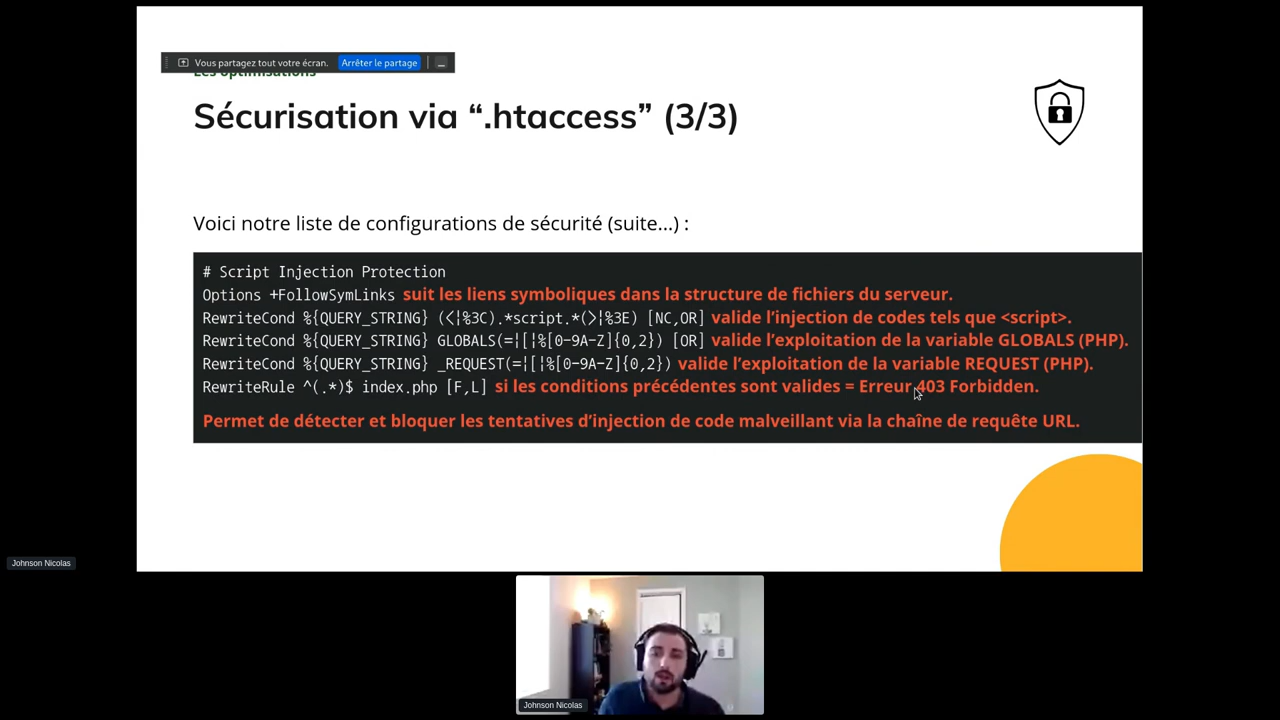 Vous partagez tout votre écran. Arrêter le partage
Les optimisations
Sécurisation via “.htaccess” (3/3)
Voici notre liste de configurations de sécurité (suite...) :
# Script Injection Protection
Options +FollowSymLinks suit les liens symboliques dans la structure de fichiers du serveur.
RewriteCond %{QUERY_STRING} (<|%3C).*script.*(>|%3E) [NC,OR] valide l’injection de codes tels que <script>.
RewriteCond %{QUERY_STRING} GLOBALS(=|[|%[0-9A-Z]{0,2}) [OR] valide l’exploitation de la variable GLOBALS (PHP).
RewriteCond %{QUERY_STRING} _REQUEST(=|[|%[0-9A-Z]{0,2}) valide l’exploitation de la variable REQUEST (PHP).
RewriteRule ^(.*)$ index.php [F,L] si les conditions précédentes sont valides = Erreur 403 Forbidden.
Permet de détecter et bloquer les tentatives d’injection de code malveillant via la chaîne de requête URL.
Johnson Nicolas
Johnson Nicolas